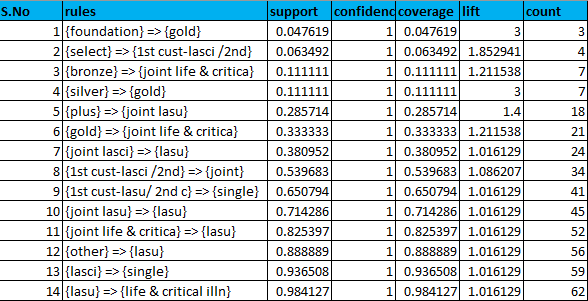 S.No rules support confidenc coverage lift count
1 {foundation} => {gold} 0.047619 1 0.047619 3 3
2 {select} => {1st cust-lasci /2nd} 0.063492 1 0.063492 1.852941 4
3 {bronze} => {joint life & critica} 0.111111 1 0.111111 1.211538 7
4 {silver} => {gold} 0.111111 1 0.111111 3 7
5 {plus} => {joint lasu} 0.285714 1 0.285714 1.4 18
6 {gold} => {joint life & critica} 0.333333 1 0.333333 1.211538 21
7 {joint lasci} => {lasu} 0.380952 1 0.380952 1.016129 24
8 {1st cust-lasci /2nd} => {joint} 0.539683 1 0.539683 1.086207 34
9 {1st cust-lasu/ 2nd c} => {single} 0.650794 1 0.650794 1.016129 41
10 {joint lasu} => {lasu} 0.714286 1 0.714286 1.016129 45
11 {joint life & critica} => {lasu} 0.825397 1 0.825397 1.016129 52
12 {other} => {lasu} 0.888889 1 0.888889 1.016129 56
13 {lasci} => {single} 0.936508 1 0.936508 1.016129 59
14 {lasu} => {life & critical illn} 0.984127 1 0.984127 1.016129 62